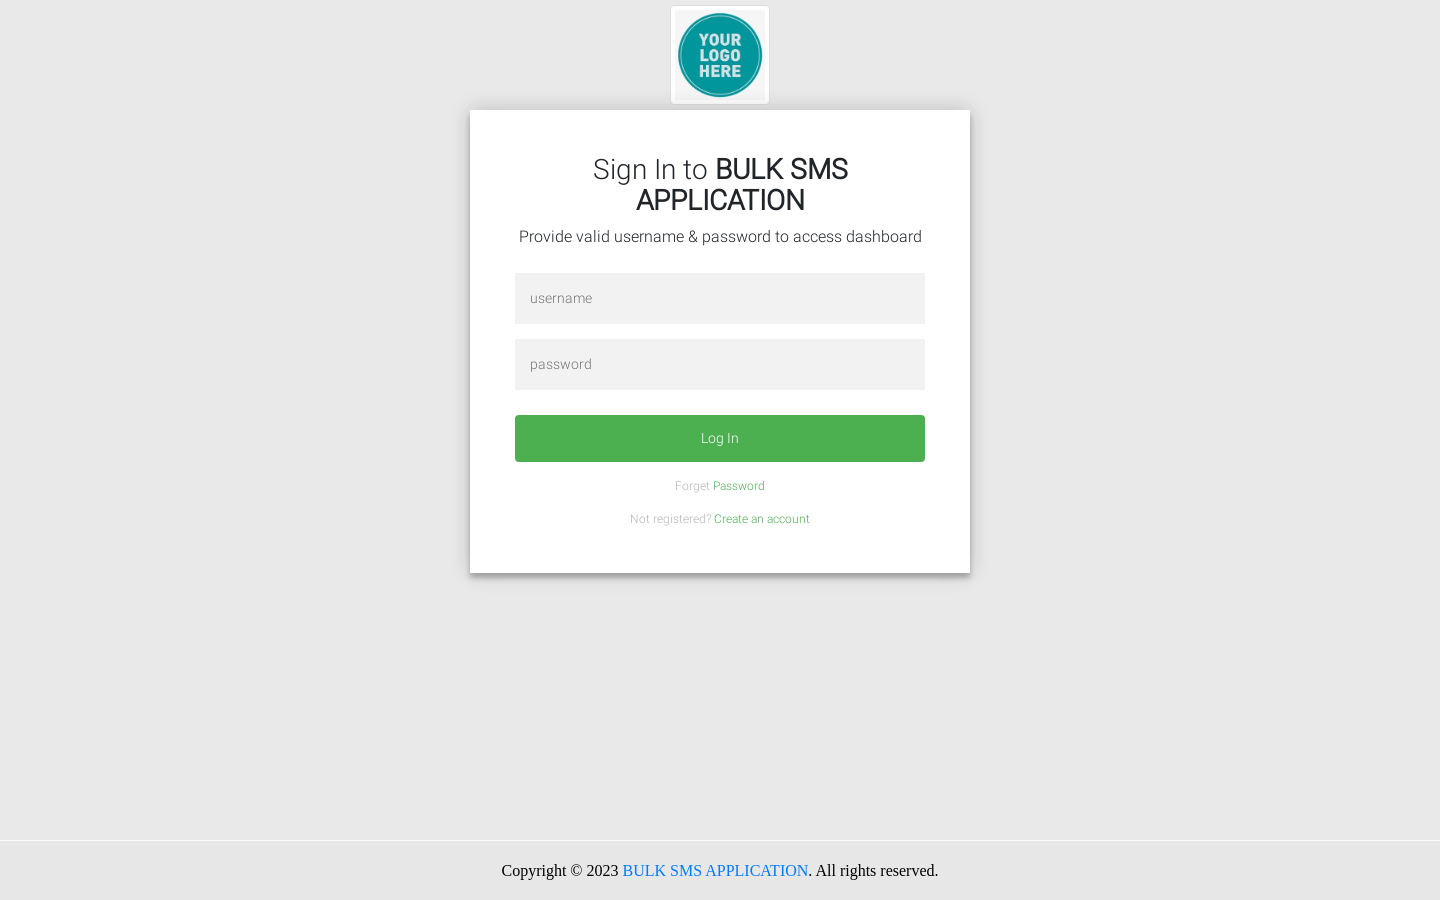 YOUR
LOGO
HERE
Sign In to BULK SMS
APPLICATION
Provide valid username & password to access dashboard
username
password
Log In
Forget Password
Not registered? Create an account
Copyright © 2023 BULK SMS APPLICATION. All rights reserved.